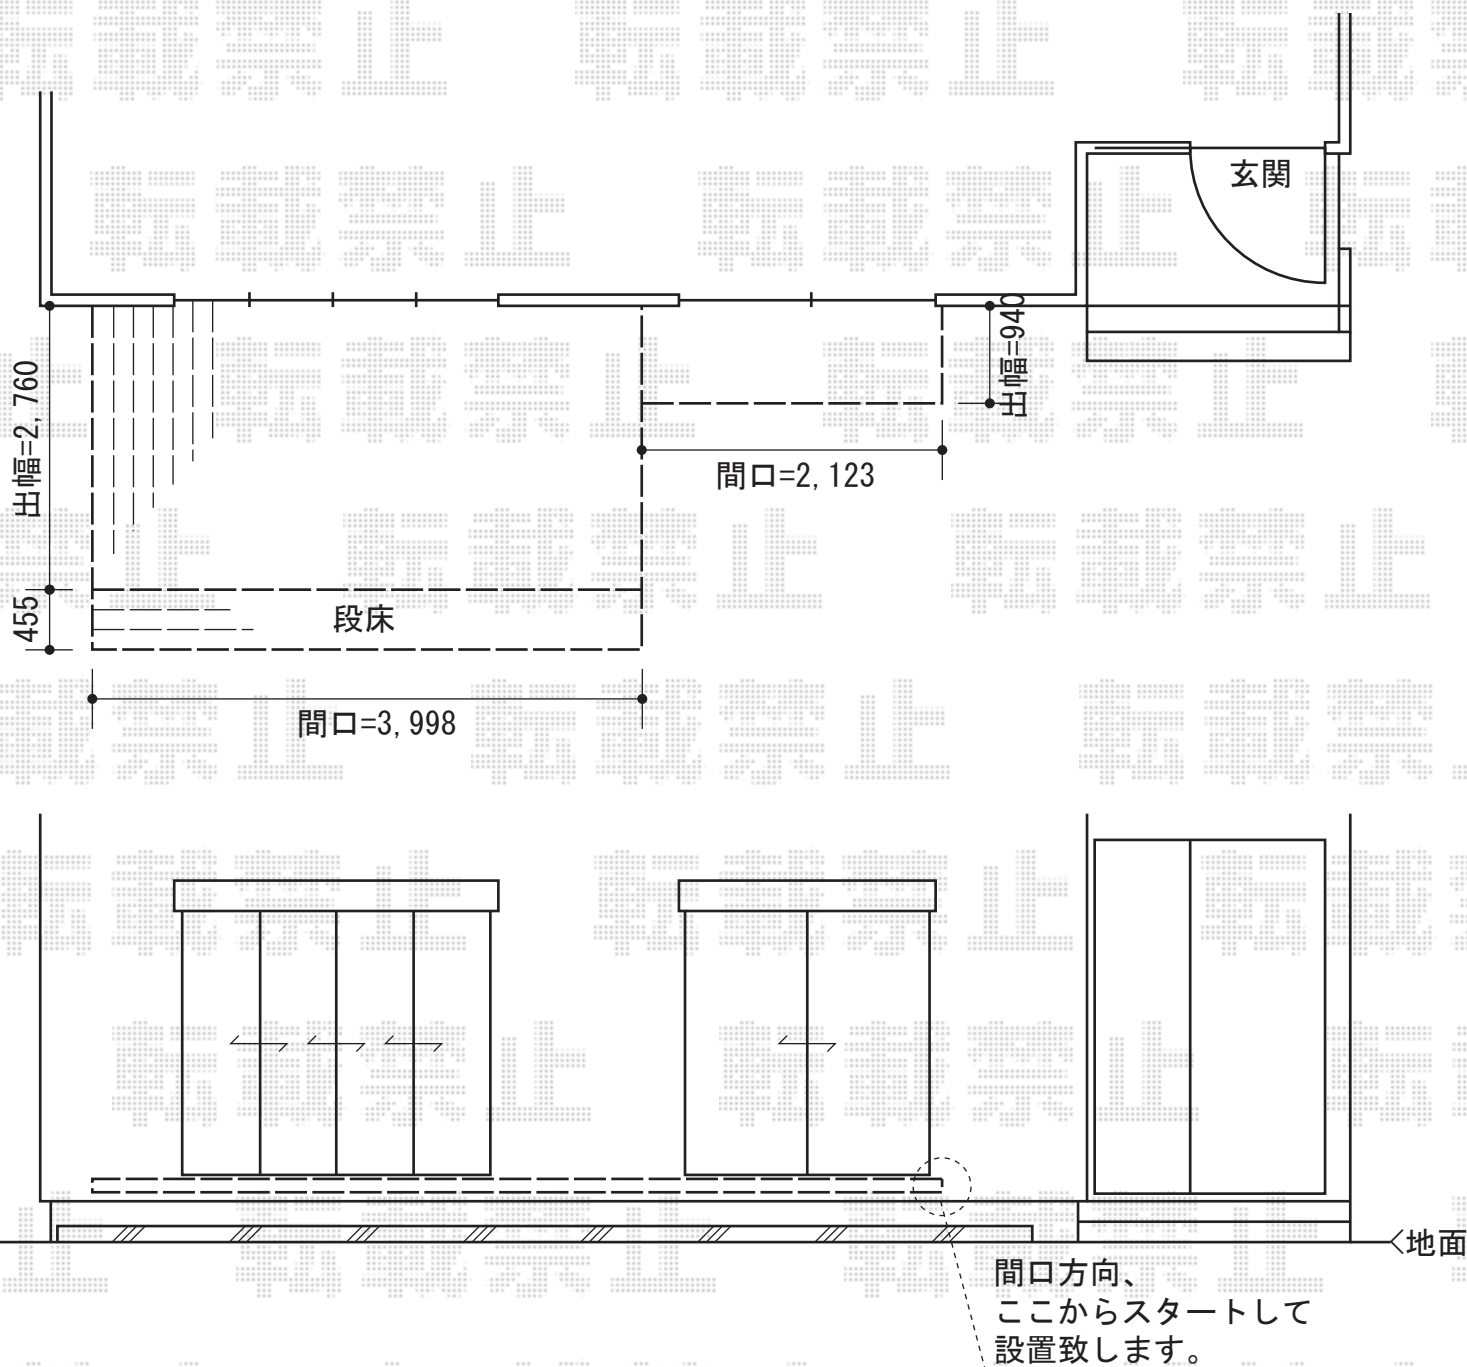 転載禁止
玄関
出幅=940
出幅=2,760
間口=2,123
455
段床
間口=3,998
地面
間口方向、
ここからスタートして
設置致します。